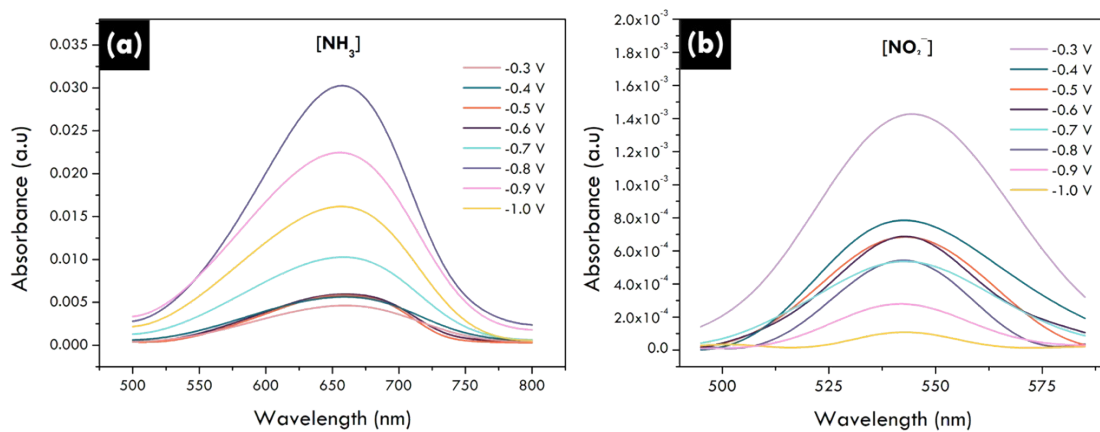 (a)
[NH₃]
-0.3 V
-0.4 V
-0.5 V
-0.6 V
-0.7 V
-0.8 V
-0.9 V
-1.0 V
0.035
0.030
0.025
0.020
0.015
0.010
0.005
0.000
Absorbance (a.u)
500 550 600 650 700 750 800
Wavelength (nm)
(b)
[NO₂⁻]
-0.3 V
-0.4 V
-0.5 V
-0.6 V
-0.7 V
-0.8 V
-0.9 V
-1.0 V
2.0x10⁻³
1.8x10⁻³
1.6x10⁻³
1.4x10⁻³
1.2x10⁻³
1.0x10⁻³
8.0x10⁻⁴
6.0x10⁻⁴
4.0x10⁻⁴
2.0x10⁻⁴
0.0
Absorbance (a.u)
500 525 550 575
Wavelength (nm)